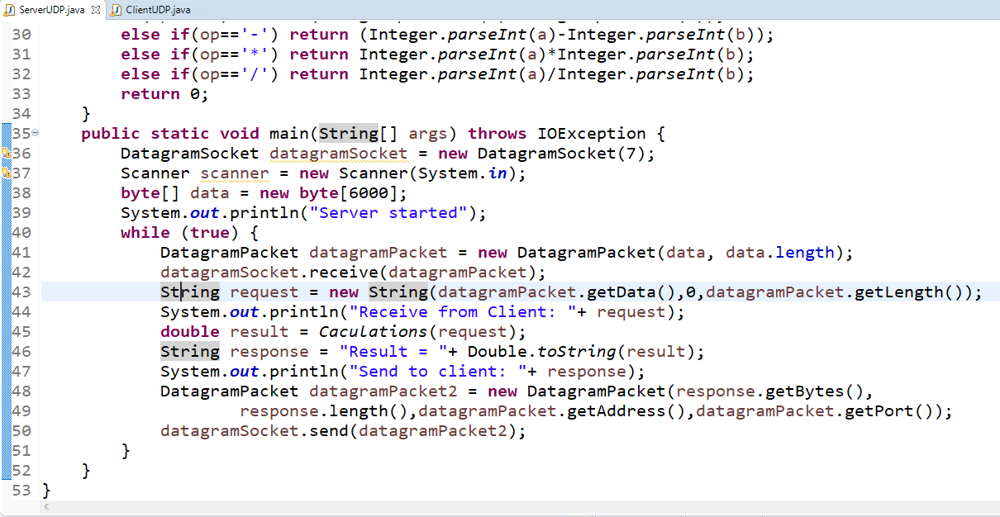 ServerUDP.java ClientUDP.java
30 else if(op=='-') return (Integer.parseInt(a)-Integer.parseInt(b));
31 else if(op=='*') return Integer.parseInt(a)*Integer.parseInt(b);
32 else if(op=='/') return Integer.parseInt(a)/Integer.parseInt(b);
33 return 0;
34 }
35 public static void main(String[] args) throws IOException {
36 DatagramSocket datagramSocket = new DatagramSocket(7);
37 Scanner scanner = new Scanner(System.in);
38 byte[] data = new byte[6000];
39 System.out.println("Server started");
40 while (true) {
41 DatagramPacket datagramPacket = new DatagramPacket(data, data.length);
42 datagramSocket.receive(datagramPacket);
43 String request = new String(datagramPacket.getData(),0,datagramPacket.getLength());
44 System.out.println("Receive from Client: "+ request);
45 double result = Caculations(request);
46 String response = "Result = "+ Double.toString(result);
47 System.out.println("Send to client: "+ response);
48 DatagramPacket datagramPacket2 = new DatagramPacket(response.getBytes(),
49 response.length(),datagramPacket.getAddress(),datagramPacket.getPort());
50 datagramSocket.send(datagramPacket2);
51 }
52 }
53 }